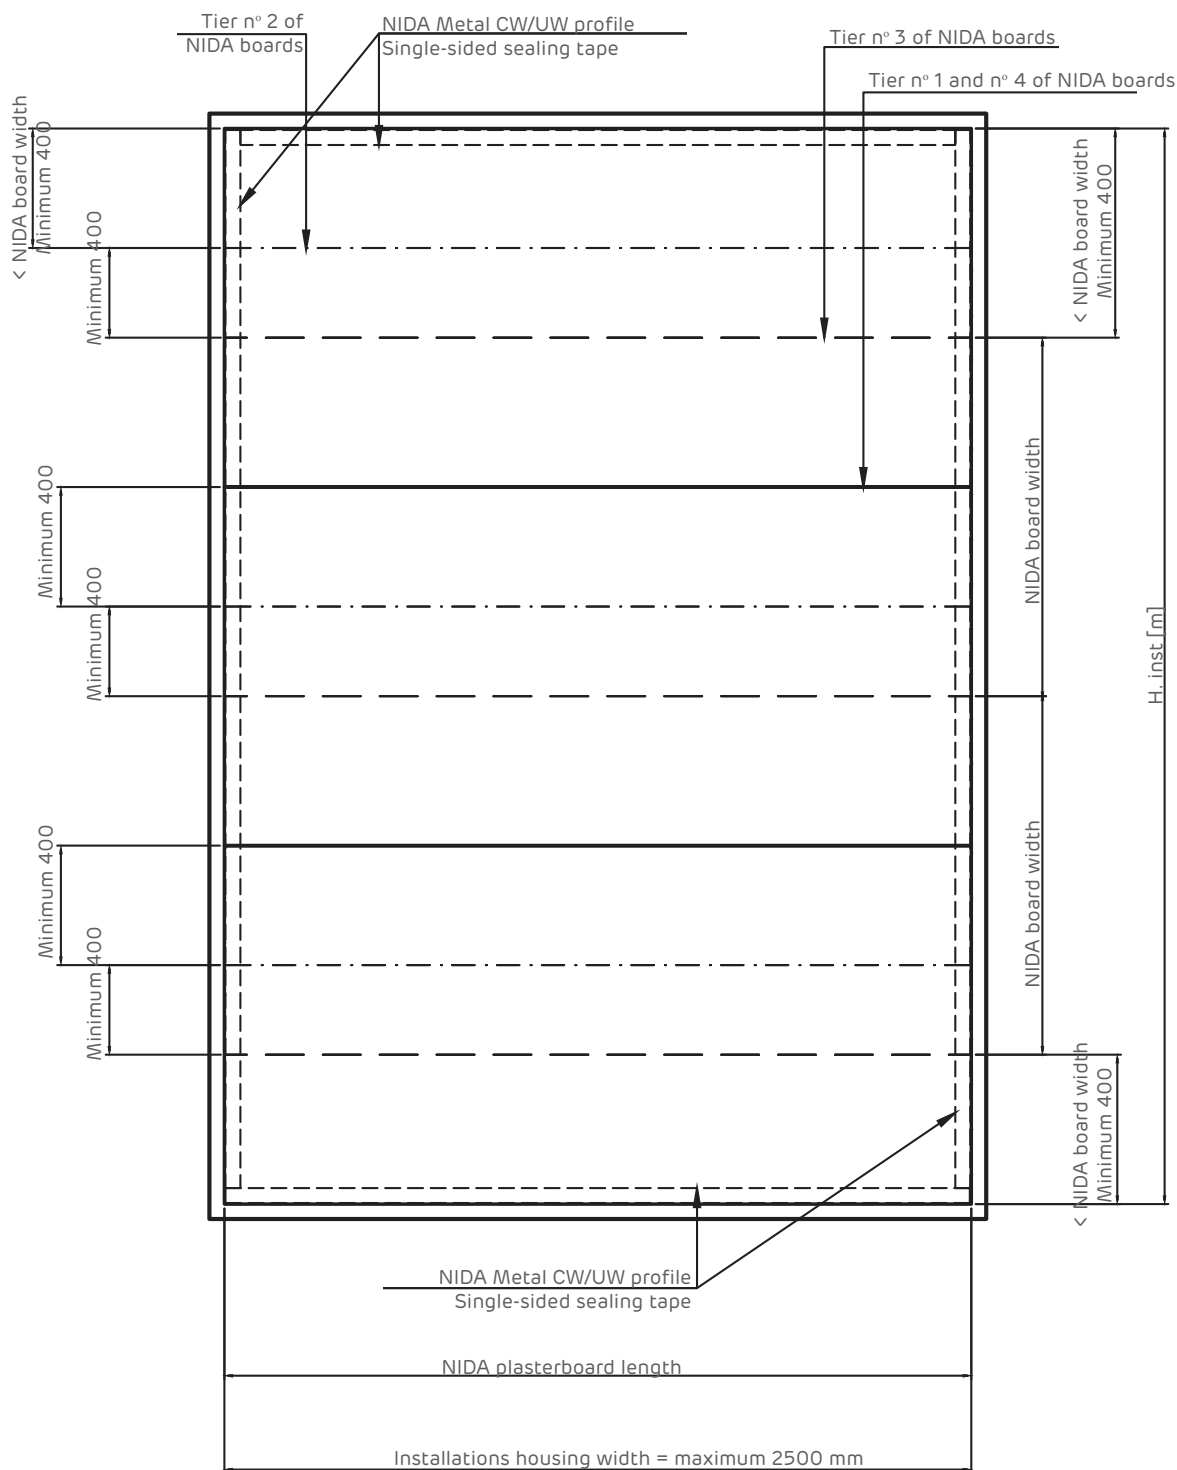 Tier nº 2 of
NIDA boards
NIDA Metal CW/UW profile
Single-sided sealing tape
Tier nº 3 of NIDA boards
Tier nº 1 and nº 4 of NIDA boards
< NIDA board width
Minimum 400
Minimum 400
< NIDA board width
Minimum 400
NIDA board width
Minimum 400
Minimum 400
H. inst [m]
NIDA board width
Minimum 400
Minimum 400
< NIDA board width
Minimum 400
NIDA Metal CW/UW profile
Single-sided sealing tape
NIDA plasterboard length
Installations housing width = maximum 2500 mm